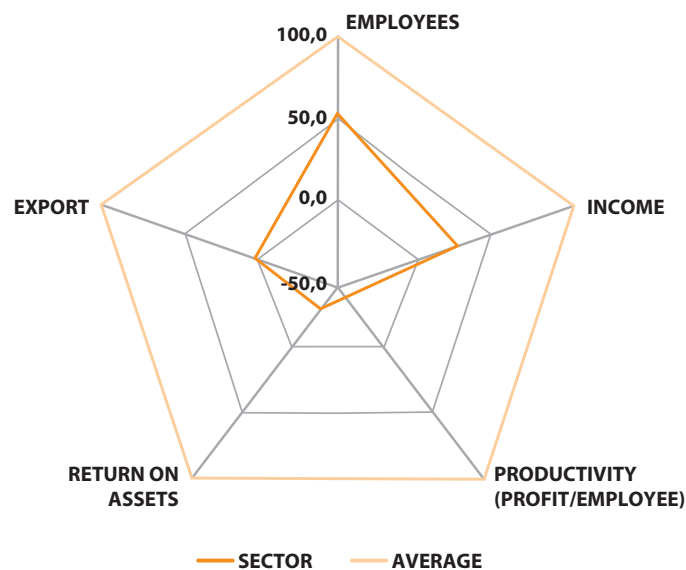 EMPLOYEES
100,0
50,0
0,0
-50,0
EXPORT
INCOME
RETURN ON
ASSETS
PRODUCTIVITY
(PROFIT/EMPLOYEE)
SECTOR
AVERAGE